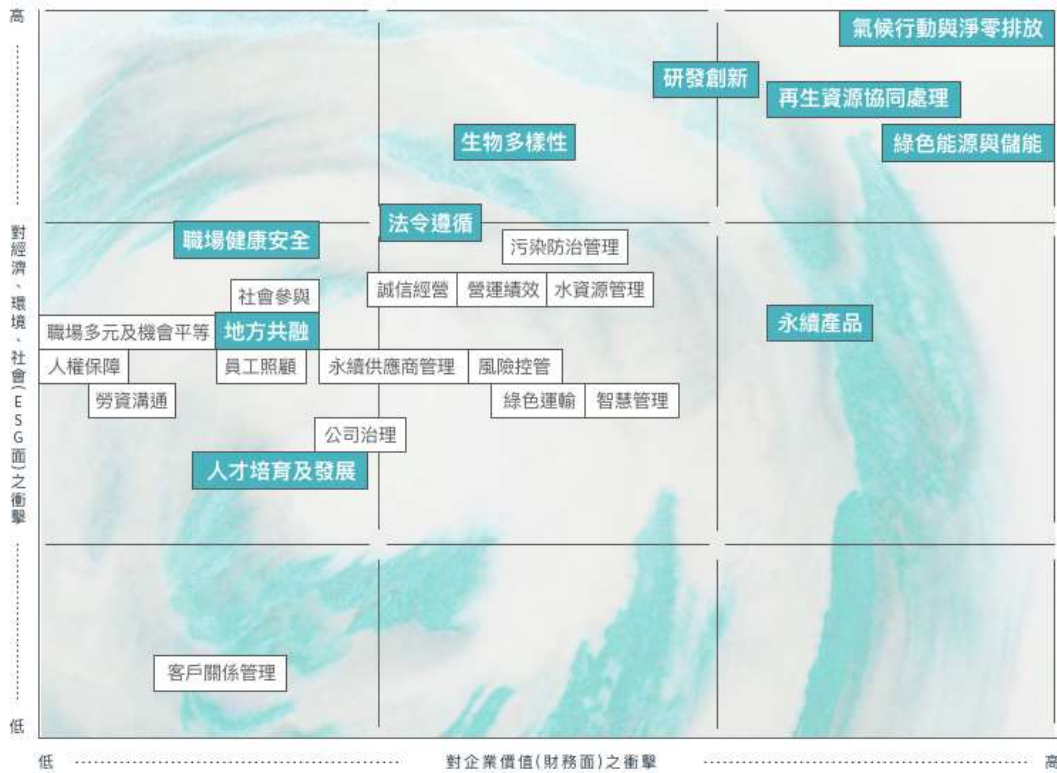 高
氣候行動與淨零排放
研發創新
再生資源協同處理
生物多樣性
綠色能源與儲能
法令遵循
職場健康安全
污染防治管理
社會參與
誠信經營
營運績效
水資源管理
職場多元及機會平等
地方共融
永續產品
人權保障
員工照顧
永續供應商管理
風險控管
勞資溝通
綠色運輸
智慧管理
公司治理
人才培育及發展
對經濟、環境、社會(ESG面)之衝擊
客戶關係管理
低
低
對企業價值(財務面)之衝擊
高